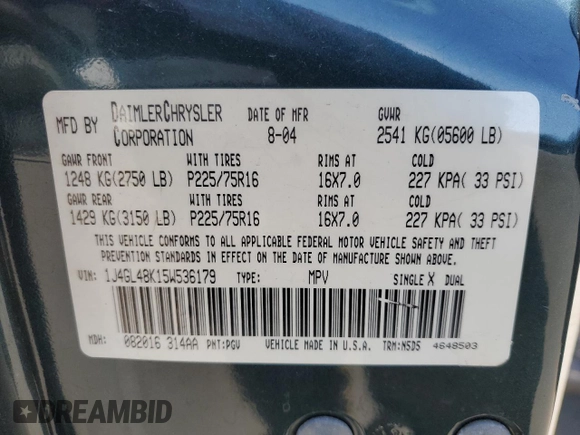 MFD BY DAIMLERCHRYSLER CORPORATION DATE OF MFR 8-04 GVWR 2541 KG(05600 LB)
GAWR FRONT WITH TIRES RIMS AT COLD
1248 KG(2750 LB) P225/75R16 16X7.0 227 KPA( 33 PSI)
GAWR REAR WITH TIRES RIMS AT COLD
1429 KG(3150 LB) P225/75R16 16X7.0 227 KPA( 33 PSI)
THIS VEHICLE CONFORMS TO ALL APPLICABLE FEDERAL MOTOR VEHICLE SAFETY AND THEFT
PREVENTION STANDARDS IN EFFECT ON THE DATE OF MANUFACTURE SHOWN ABOVE.
VIN: 1J4GL48K15W536179 TYPE: MPV SINGLE X DUAL
MDH: 082016 314AA PNT:PGV VEHICLE MADE IN U.S.A. TRM:N5DS 4648503
DREAMBID